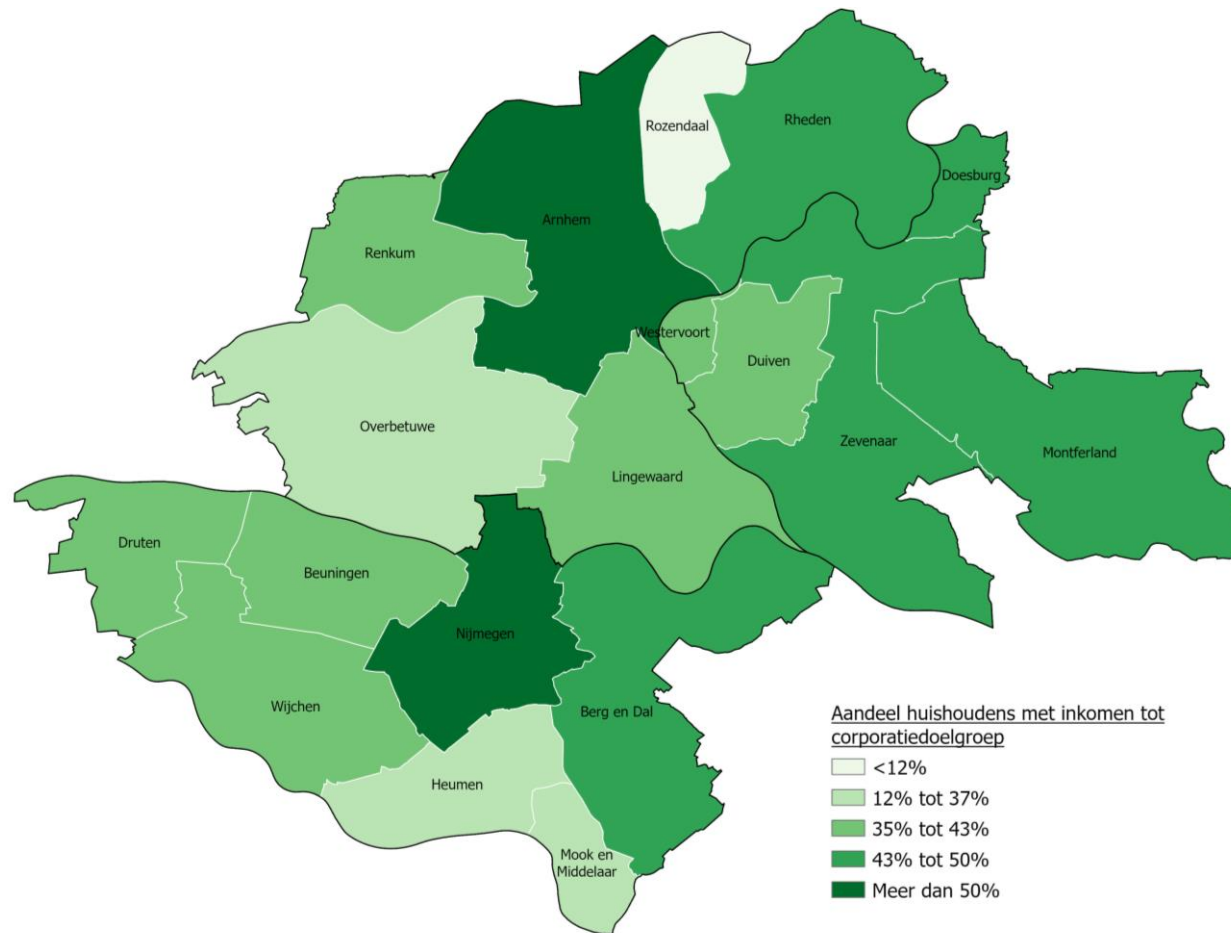 Rozendaal
Rheden
Doesburg
Arnhem
Renkum
Westervoort
Duiven
Overbetuwe
Zevenaar
Montferland
Lingewaard
Druten
Beuningen
Nijmegen
Wijchen
Berg en Dal
Heumen
Mook en
Middelaar
Aandeel huishoudens met inkomen tot
corporatiedoelgroep
<12%
12% tot 37%
35% tot 43%
43% tot 50%
Meer dan 50%